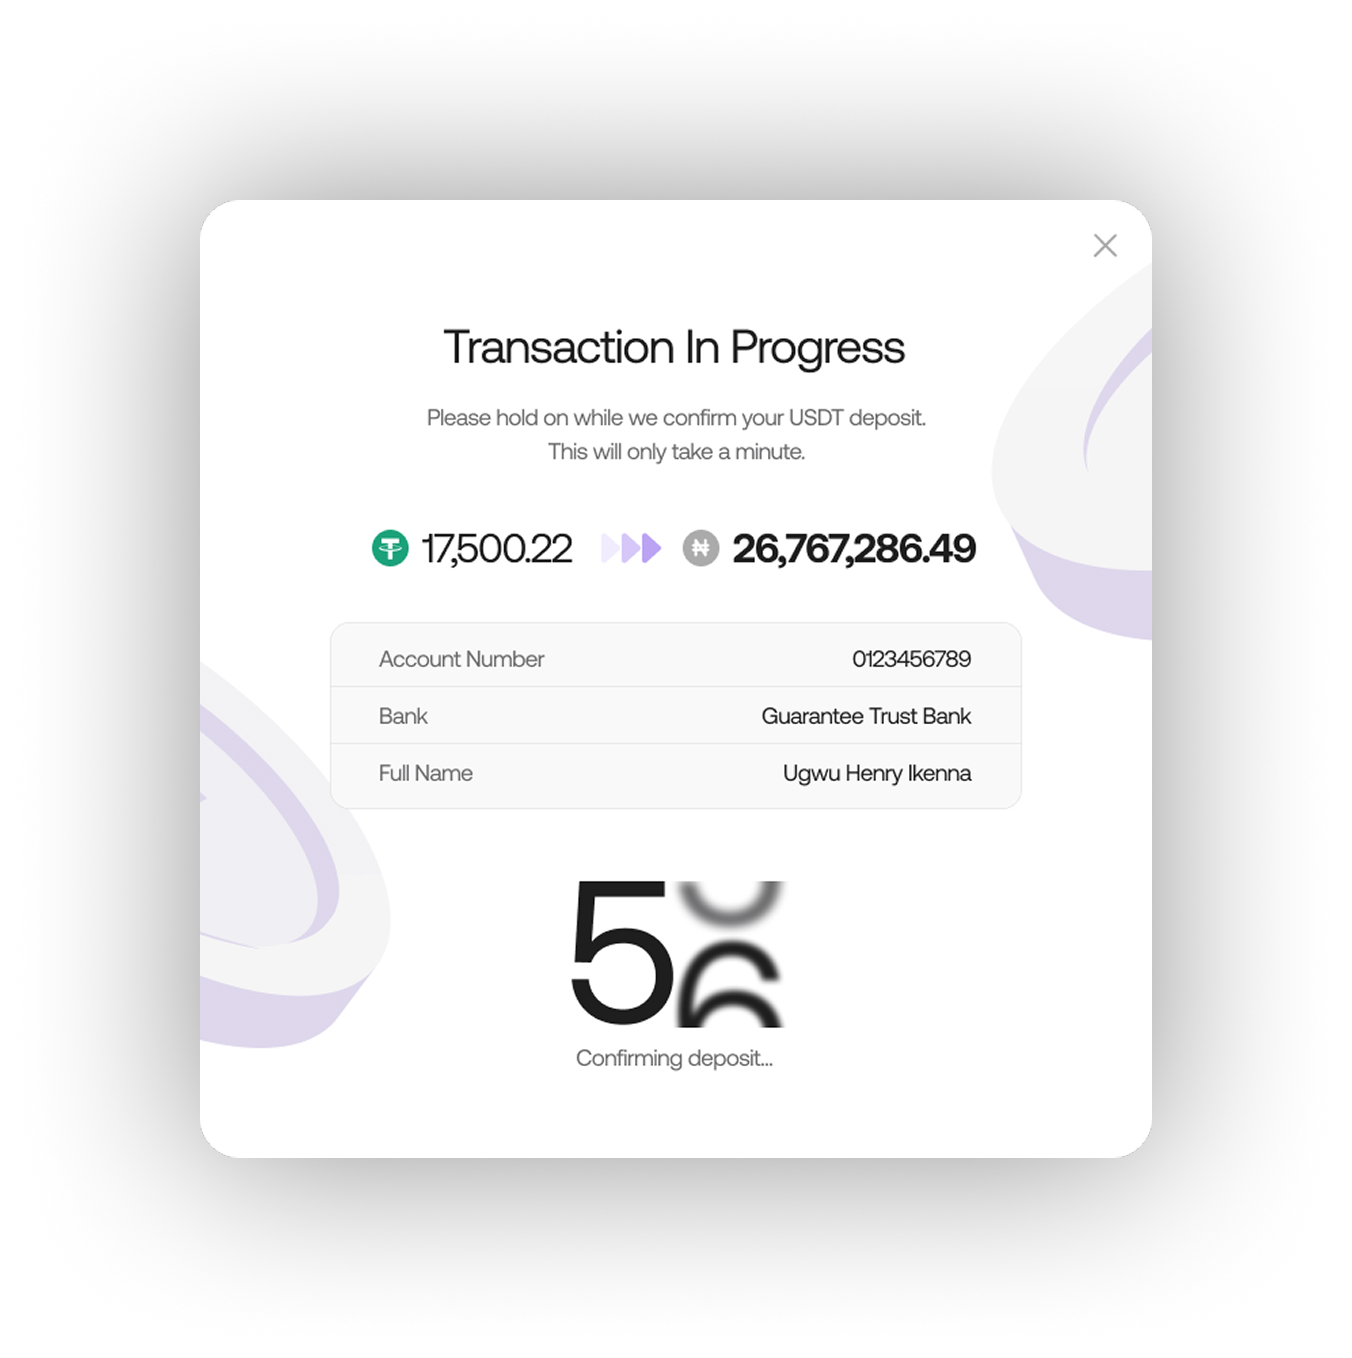 Transaction In Progress
Please hold on while we confirm your USDT deposit.
This will only take a minute.
17,500.22 26,767,286.49
Account Number 0123456789
Bank Guarantee Trust Bank
Full Name Ugwu Henry Ikenna
5
Confirming deposit...